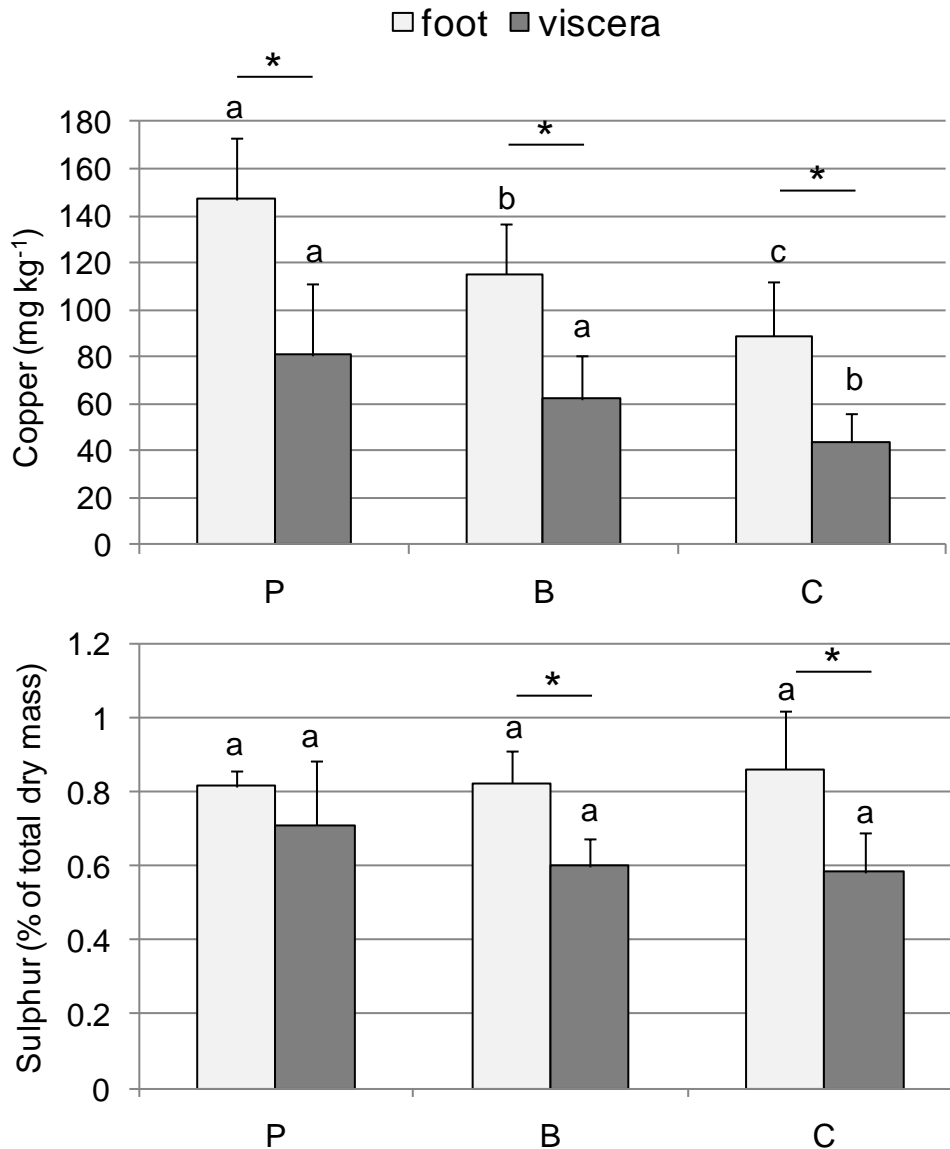 foot viscera
*
a
180
*
160
*
140
b
120
a
c
100
a
80
b
60
40
20
0
Copper (mg kg-1)
P B C
1.2
*
*
1
a
a
a
a
0.8
a
a
0.6
0.4
0.2
0
Sulphur (% of total dry mass)
P B C